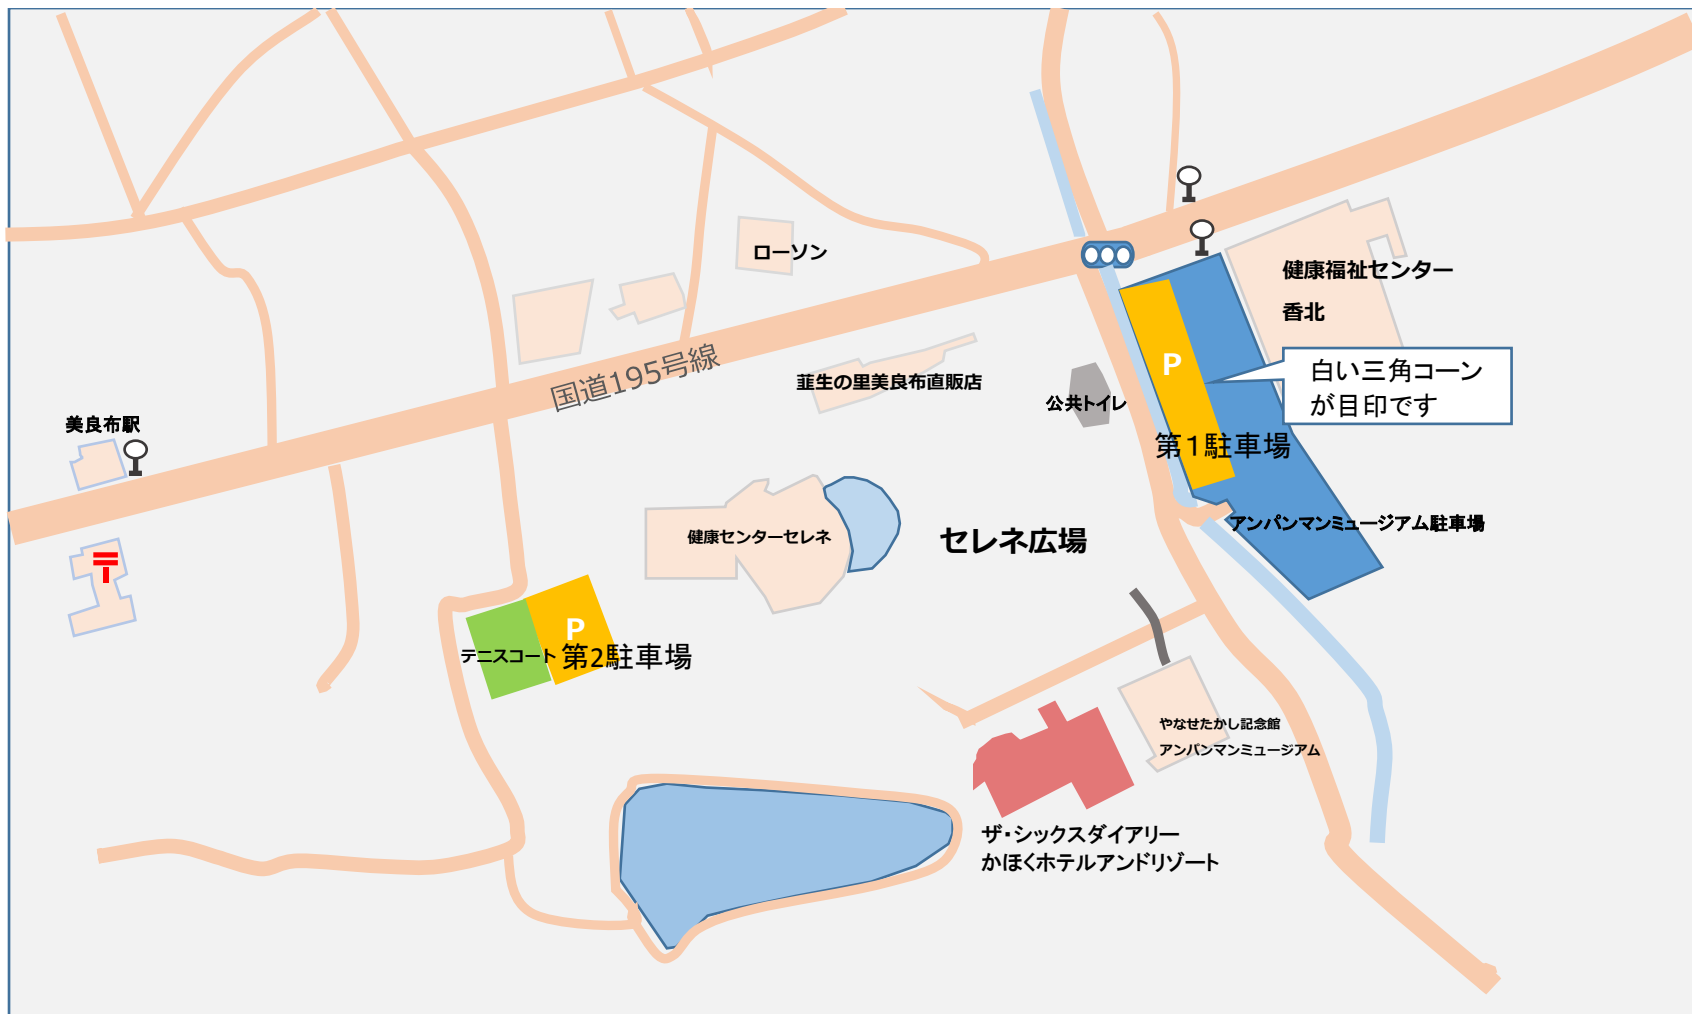 ローソン
健康福祉センター
香北
国道195号線
P
白い三角コーン
が目印です
韮生の里美良布直販店
公共トイレ
美良布駅
第１駐車場
アンパンマンミュージアム駐車場
健康センターセレネ
セレネ広場
〒
P
テニスコート
第2駐車場
やなせたかし記念館
アンパンマンミュージアム
ザ・シックスダイアリー
かほくホテルアンドリゾート